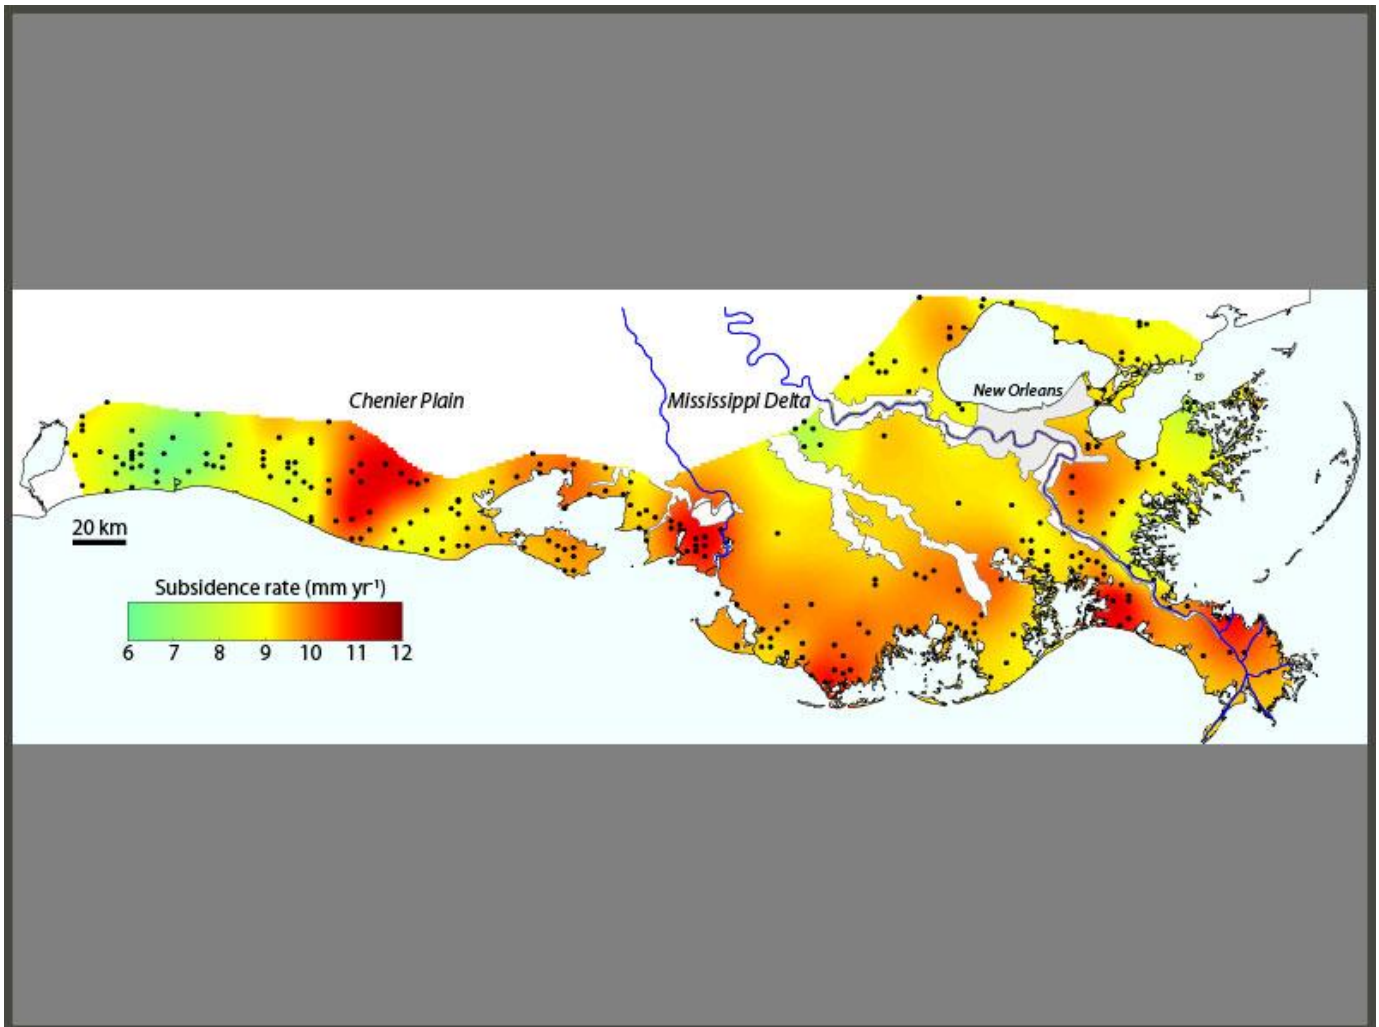 Chenier Plain
Mississippi Delta
New Orleans
20 km
Subsidence rate (mm yr⁻¹)
6 7 8 9 10 11 12